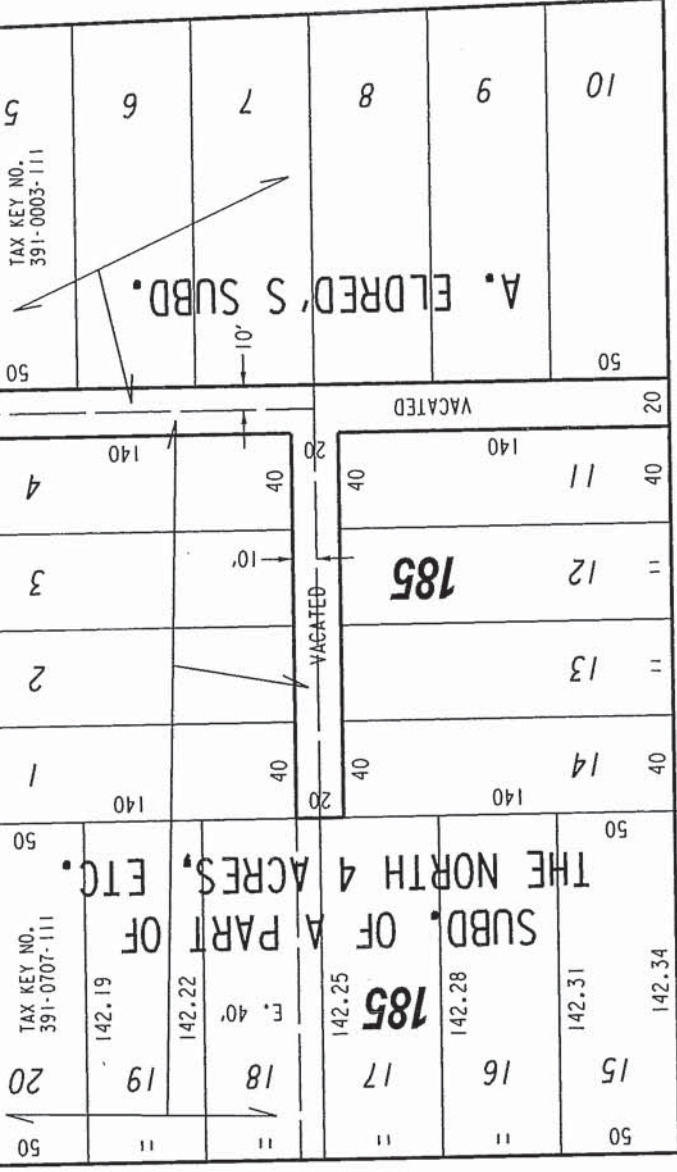 50 " " " " 50
15 16 17 18 19 20
185
E. 40'
142.34 142.31 142.28 142.25 142.22 142.19
TAX KEY NO.
391-0707-111
SUBD. OF A PART OF
THE NORTH 4 ACRES, ETC.
50 50
140 20 140
40 14 40 40 1
" 13 2
VACATED
" 12 185 10' 3
40 11 40 40 4
140 20 140
20 VACATED
10'
50 50
A. ELDRED'S SUBD.
TAX KEY NO.
391-0003-111
10 9 8 7 6 5